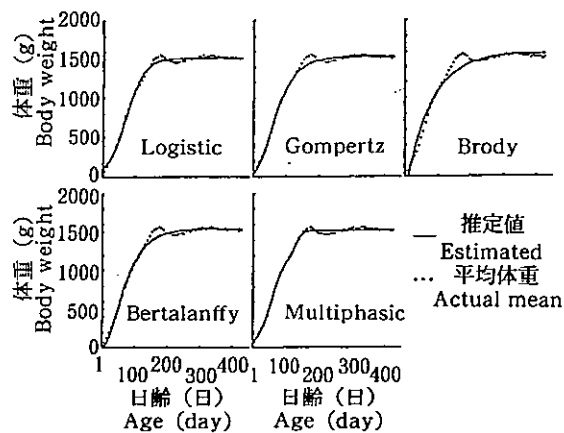 体重 (g)
Body weight
2000
1500
1000
500
0
Logistic
Gompertz
Brody
体重 (g)
Body weight
2000
1500
1000
500
0
Bertalanffy
Multiphasic
— 推定値
Estimated
… 平均体重
Actual mean
1 100 200 300 400
1 100 200 300 400
日齢 (日)
Age (day)
日齢 (日)
Age (day)